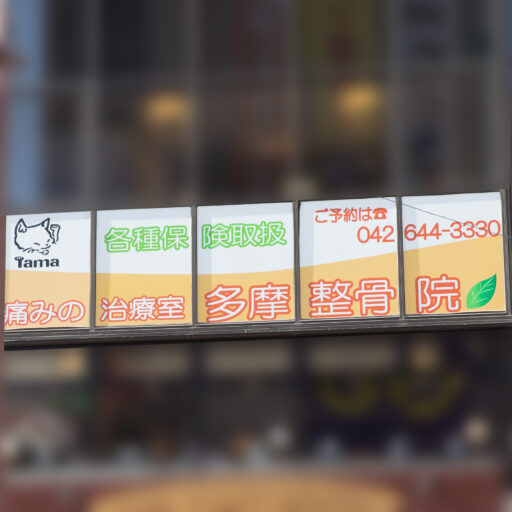 Tama
各種保険取扱
ご予約は☎
042 644-3330
痛みの治療室 多摩整骨院